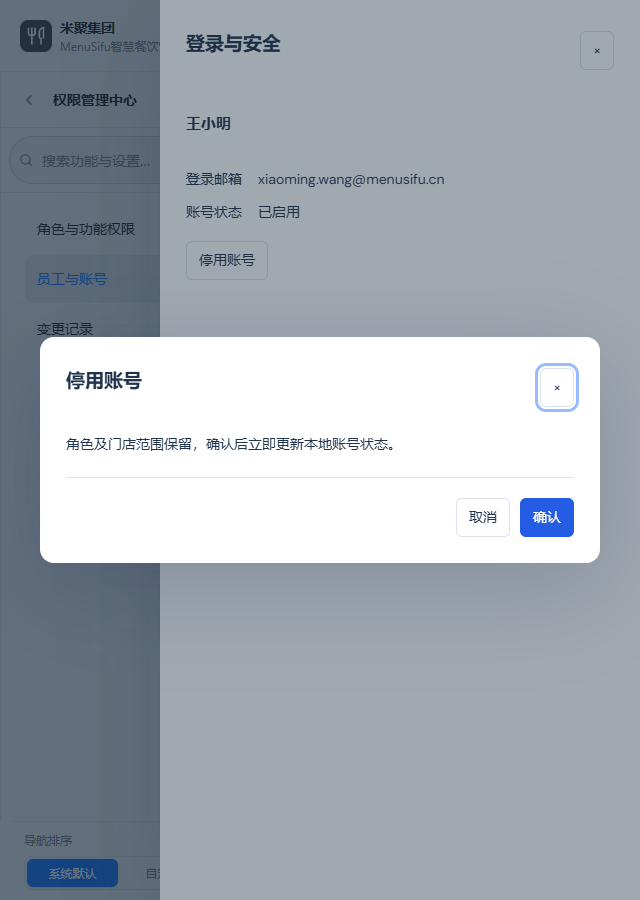 米聚集团
MenuSifu智慧餐饮
权限管理中心
搜索功能与设置...
角色与功能权限
员工与账号
变更记录
导航排序
系统默认
登录与安全
×
王小明
登录邮箱 xiaoming.wang@menusifu.cn
账号状态 已启用
停用账号
停用账号
×
角色及门店范围保留，确认后立即更新本地账号状态。
取消
确认